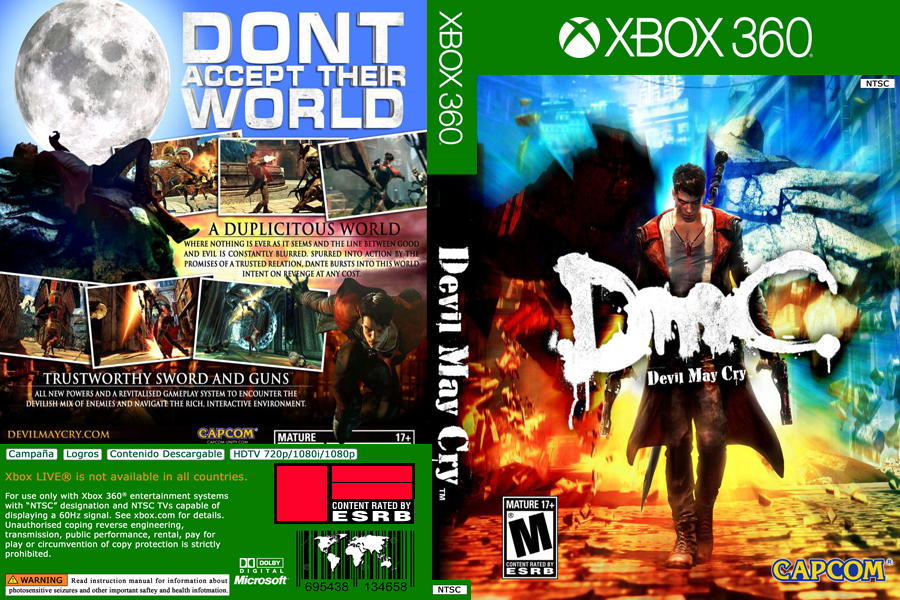 DONT
ACCEPT THEIR
WORLD
A DUPLICITOUS WORLD
WHERE NOTHING IS EVER AS IT SEEMS AND THE LINE BETWEEN GOOD
AND EVIL IS CONSTANTLY BLURRED. SPURRED INTO ACTION BY THE
PROMISES OF A TRUSTED RELATION, DANTE BURSTS INTO THIS WORLD
INTENT ON REVENGE AT ANY COST.
TRUSTWORTHY SWORD AND GUNS
ALL NEW POWERS AND A REVITALISED GAMEPLAY SYSTEM TO ENCOUNTER THE
DEVILISH MIX OF ENEMIES AND NAVIGATE THE RICH, INTERACTIVE ENVIRONMENT.
DEVILMAYCRY.COM
CAPCOM
CAPCOM-UNITY.COM
MATURE 17+
Campaña Logros Contenido Descargable HDTV 720p/1080i/1080p
Xbox LIVE® is not available in all countries.
For use only with Xbox 360® entertainment systems
with "NTSC" designation and NTSC TVs capable of
displaying a 60Hz signal. See xbox.com for details.
Unauthorised coping reverse engineering,
transmission, public performance, rental, pay for
play or circumvention of copy protection is strictly
prohibited.
CONTENT RATED BY
ESRB
WARNING Read instruction manual for information about
photosensitive seizures and other important saftey and health infotmation.
DOLBY
DIGITAL
Microsoft®
695438 134658
XBOX 360
Devil May Cry™
NTSC
XBOX 360®
NTSC
DmC
Devil May Cry
MATURE 17+
M
CONTENT RATED BY
ESRB
CAPCOM®